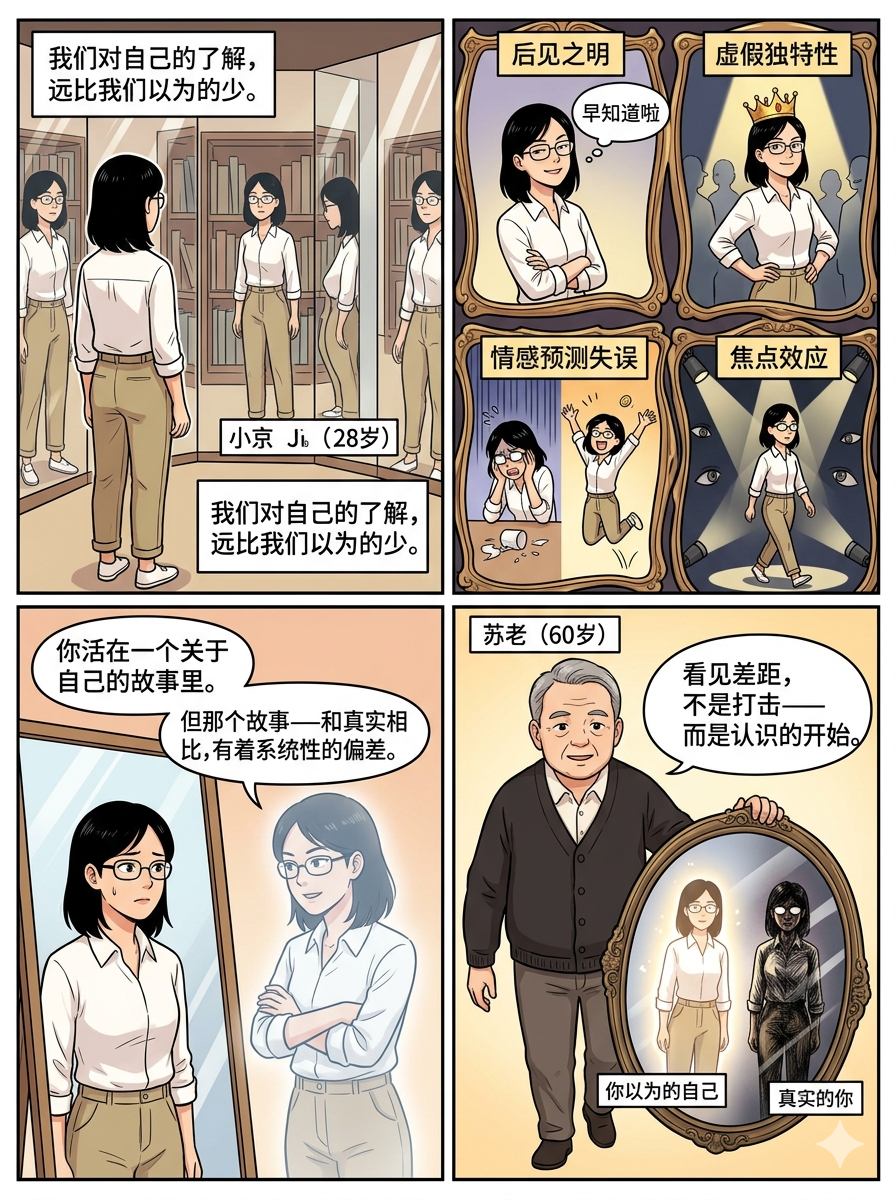 我们对自己的了解，
远比我们以为的少。
小京 Jib（28岁）
我们对自己的了解，
远比我们以为的少。
后见之明
早知道啦
虚假独特性
情感预测失误
焦点效应
你活在一个关于
自己的故事里。
但那个故事——和真实相
比，有着系统性的偏差。
苏老（60岁）
看见差距，
不是打击——
而是认识的开始。
你以为的自己
真实的你